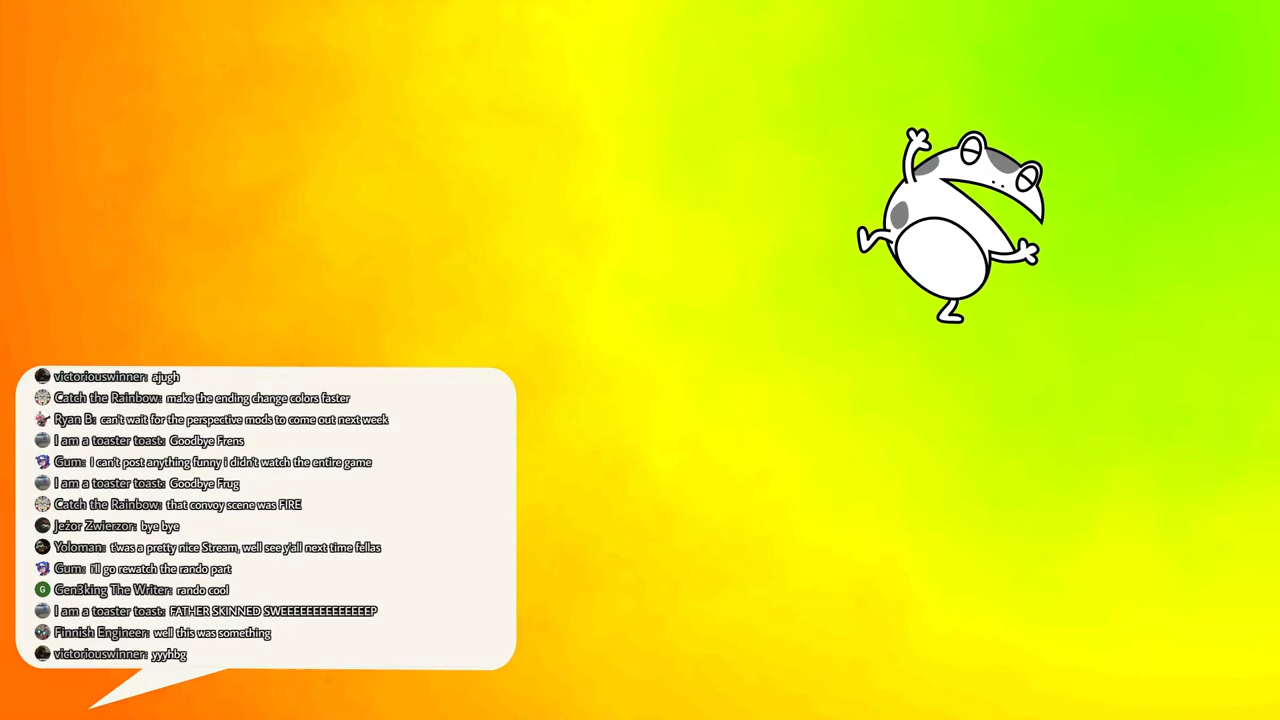 victoriouswinner: ajugh
Catch the Rainbow: make the ending change colors faster
Ryan B: can't wait for the perspective mods to come out next week
I am a toaster toast: Goodbye Frens
Gum: I can't post anything funny i didn't watch the entire game
I am a toaster toast: Goodbye Frug
Catch the Rainbow: that convoy scene was FIRE
Jeżor Zwierzor: bye bye
Yoloman: t'was a pretty nice Stream, well see y'all next time fellas
Gum: i'll go rewatch the rando part
G Gen3king The Writer: rando cool
I am a toaster toast: FATHER SKINNED SWEEEEEEEEEEEEEP
Finnish Engineer: well this was something
victoriouswinner: yyyhbg